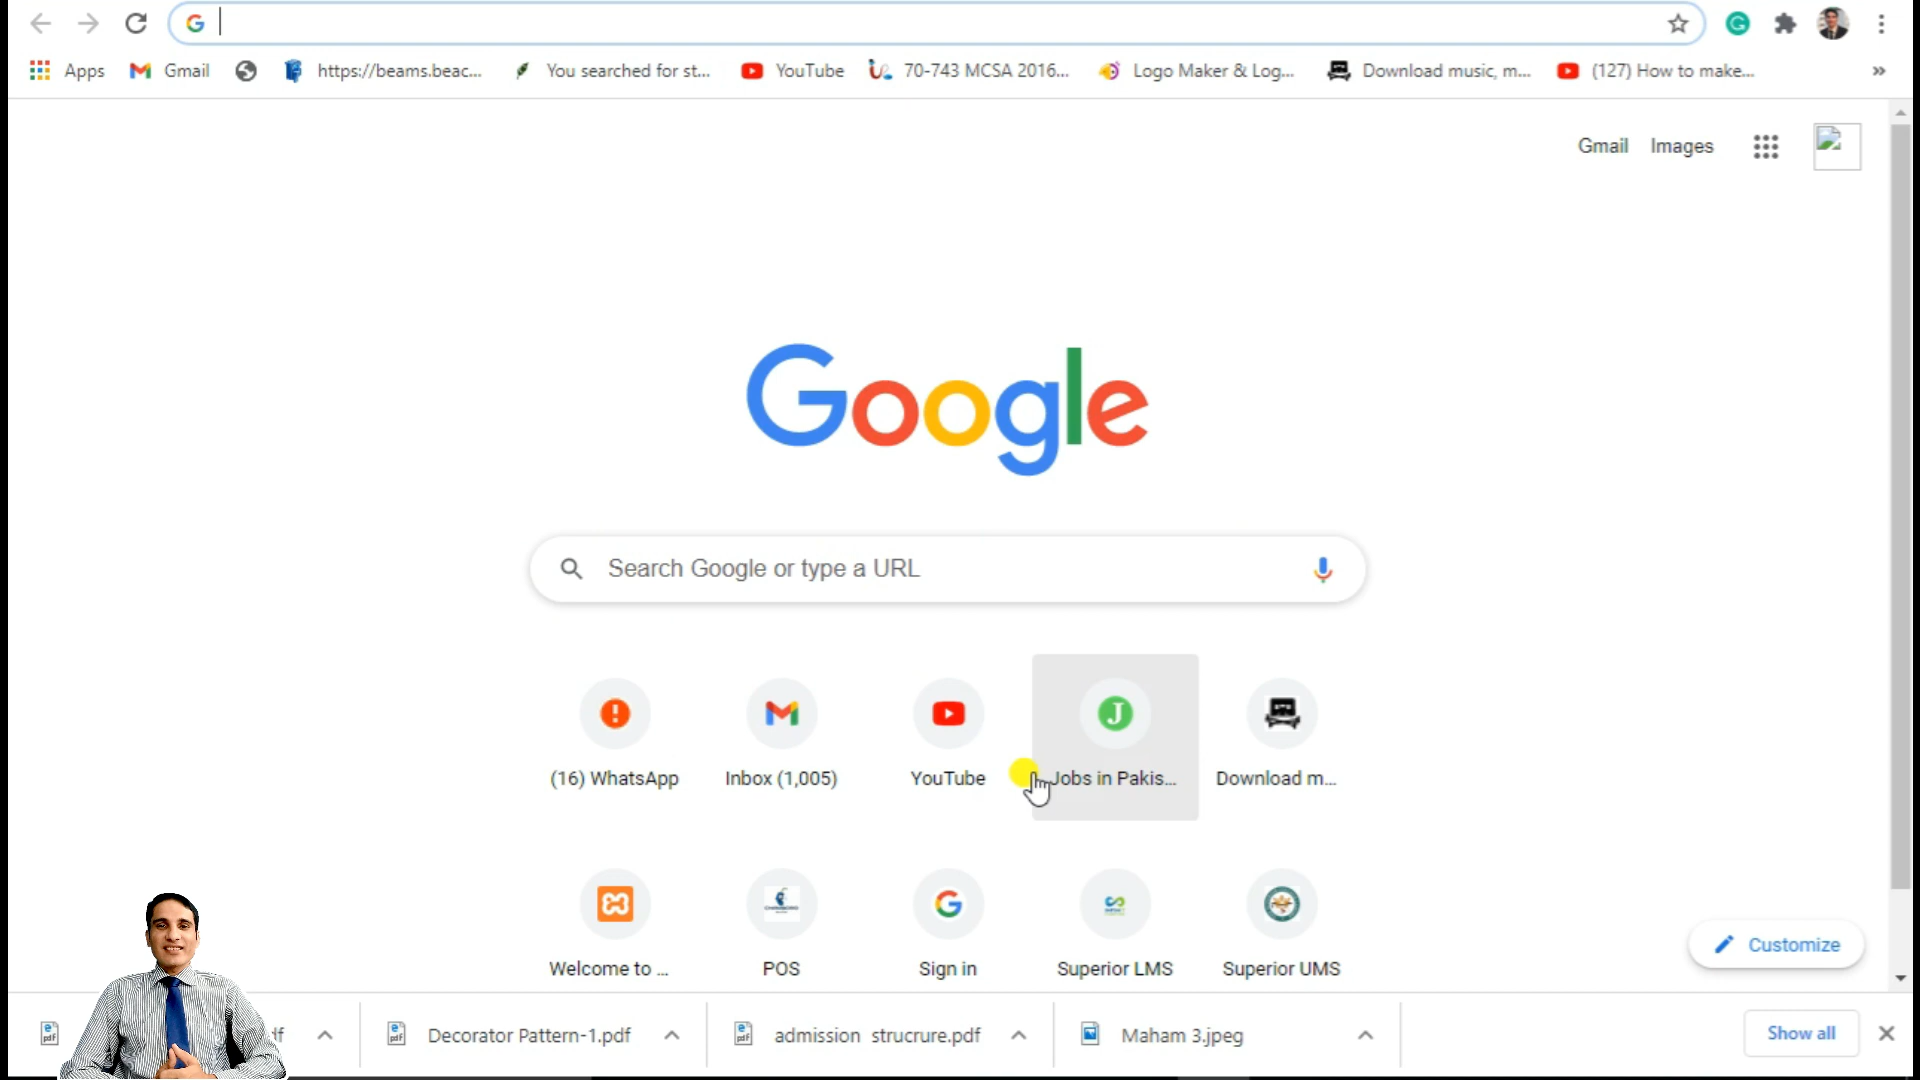 Apps Gmail https://beams.beac... You searched for st... YouTube 70-743 MCSA 2016... Logo Maker & Log... Download music, m... (127) How to make... »
Gmail Images
Google
Search Google or type a URL
(16) WhatsApp Inbox (1,005) YouTube Jobs in Pakis... Download m...
Welcome to ... POS Sign in Superior LMS Superior UMS
Customize
Decorator Pattern-1.pdf admission strucrure.pdf Maham 3.jpeg Show all